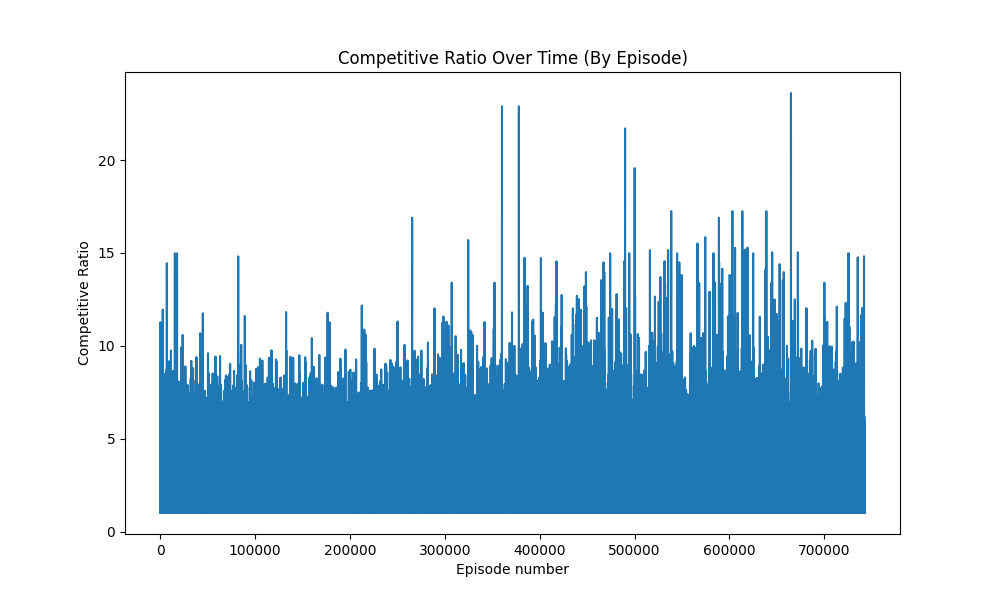 Competitive Ratio Over Time (By Episode)
20
15
10
5
0
Competitive Ratio
0 100000 200000 300000 400000 500000 600000 700000
Episode number